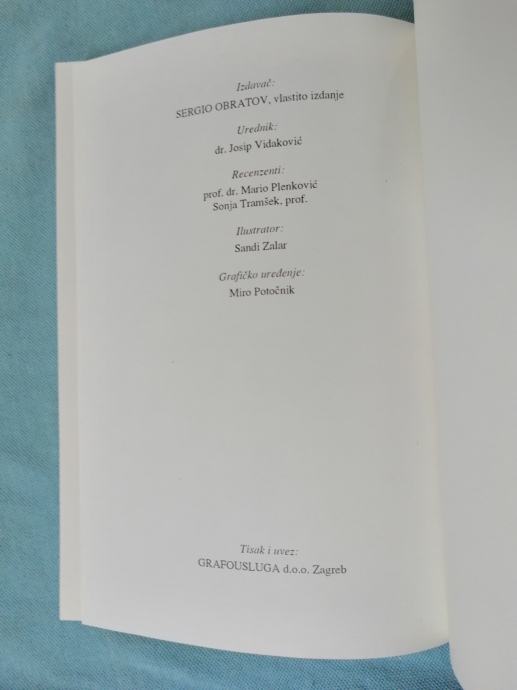 Izdavač:
SERGIO OBRATOV, vlastito izdanje
Urednik:
dr. Josip Vidaković
Recenzenti:
prof. dr. Mario Plenković
Sonja Tramšek, prof.
Ilustrator:
Sandi Zalar
Grafičko uređenje:
Miro Potočnik
Tisak i uvez:
GRAFOUSLUGA d.o.o. Zagreb